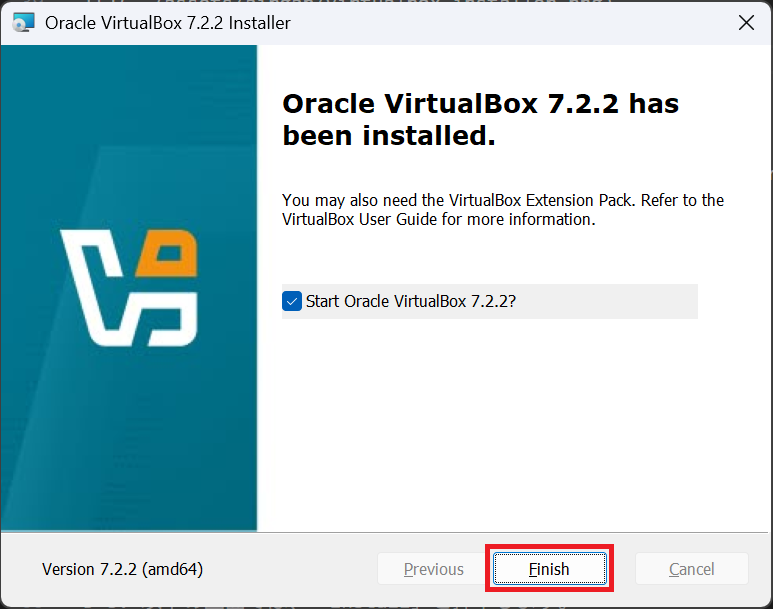 Oracle VirtualBox 7.2.2 Installer
Oracle VirtualBox 7.2.2 has
been installed.
You may also need the VirtualBox Extension Pack. Refer to the
VirtualBox User Guide for more information.
Start Oracle VirtualBox 7.2.2?
Version 7.2.2 (amd64)
Previous
Finish
Cancel